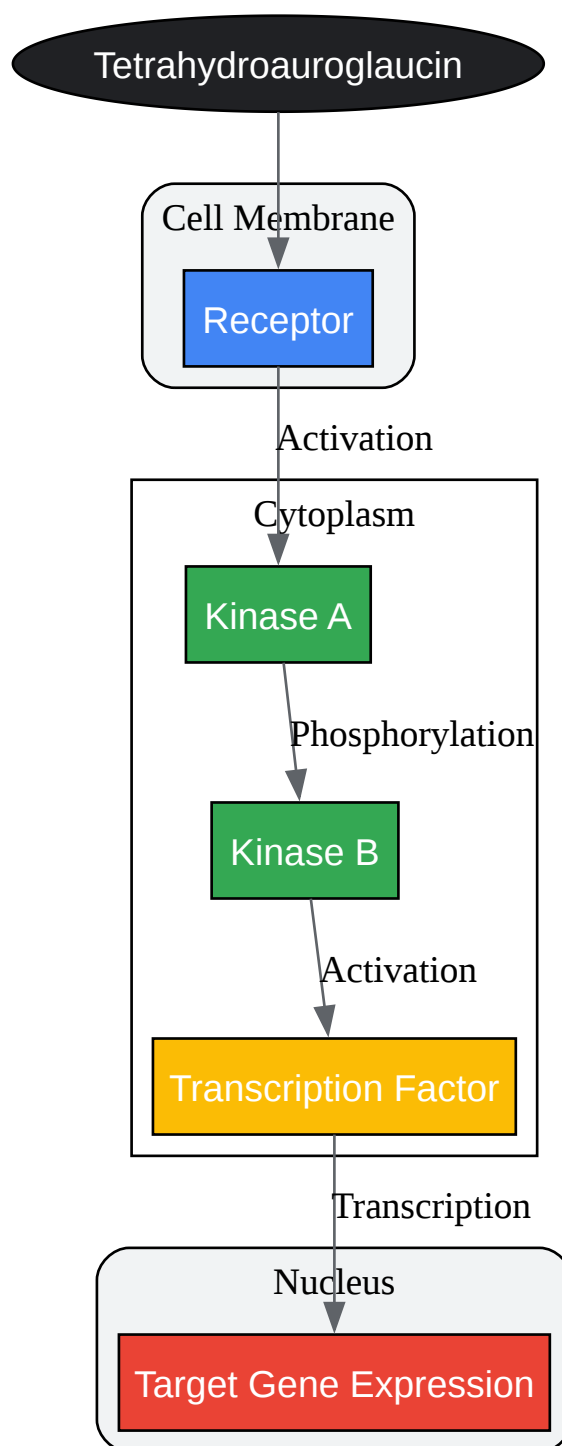 Tetrahydroauroglaucin
Cell Membrane
Receptor
Activation
Cytoplasm
Kinase A
Phosphorylation
Kinase B
Activation
Transcription Factor
Transcription
Nucleus
Target Gene Expression